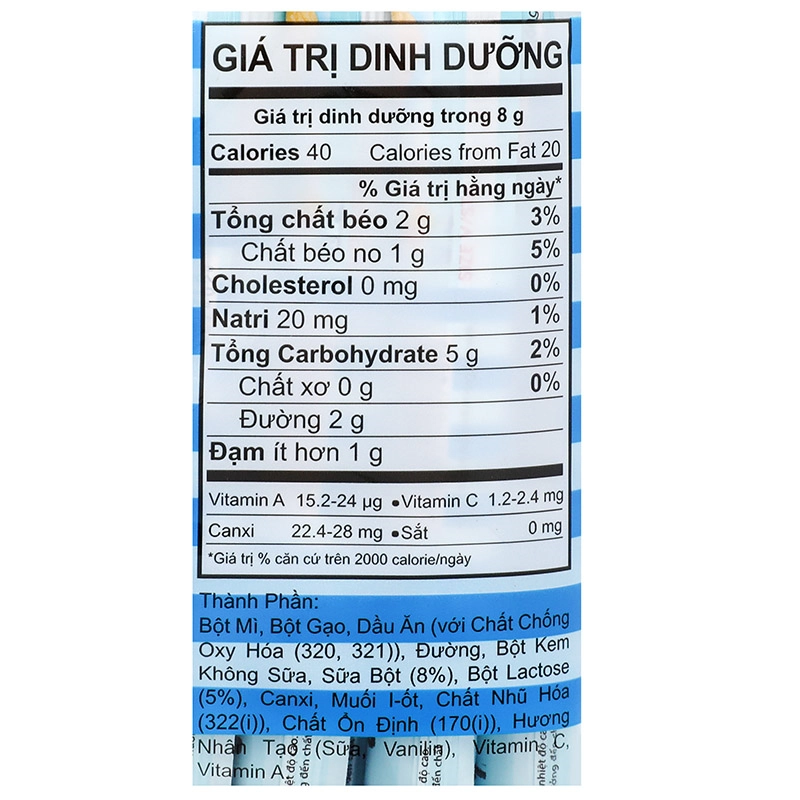 GIÁ TRỊ DINH DƯỠNG
Giá trị dinh dưỡng trong 8 g
Calories 40 Calories from Fat 20
% Giá trị hằng ngày*
Tổng chất béo 2 g 3%
Chất béo no 1 g 5%
Cholesterol 0 mg 0%
Natri 20 mg 1%
Tổng Carbohydrate 5 g 2%
Chất xơ 0 g 0%
Đường 2 g
Đạm ít hơn 1 g
Vitamin A 15.2-24 µg •Vitamin C 1.2-2.4 mg
Canxi 22.4-28 mg •Sắt 0 mg
*Giá trị % căn cứ trên 2000 calorie/ngày
Thành Phần:
Bột Mì, Bột Gạo, Dầu Ăn (với Chất Chống
Oxy Hóa (320, 321)), Đường, Bột Kem
Không Sữa, Sữa Bột (8%), Bột Lactose
(5%), Canxi, Muối I-ốt, Chất Nhũ Hóa
(322(i)), Chất Ổn Định (170(i)), Hương
Nhân Tạo (Sữa, Vanilin), Vitamin C,
Vitamin A.